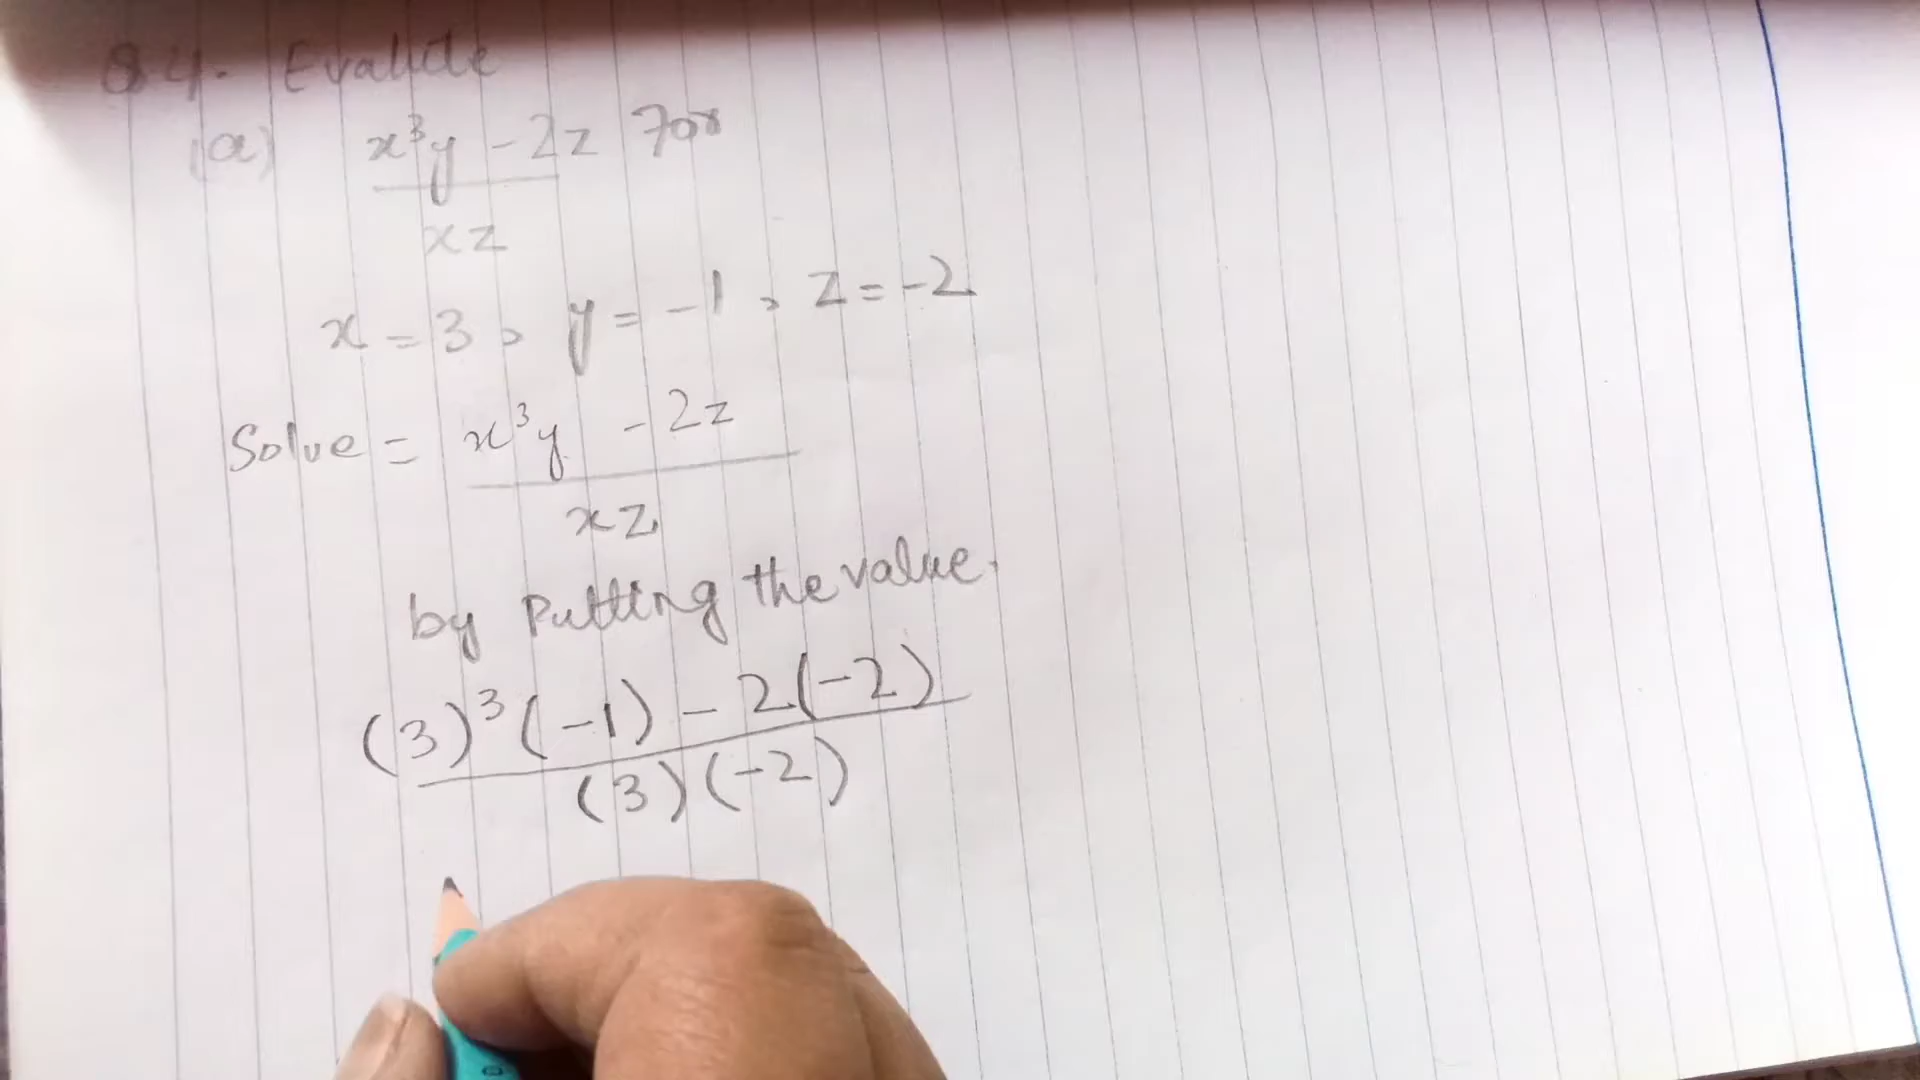 Q4. Evalute
(a) x³y - 2z for
xz
x = 3, y = -1, z = -2
Solve = x³y - 2z
xz
by putting the value.
(3)³(-1) - 2(-2)
(3)(-2)